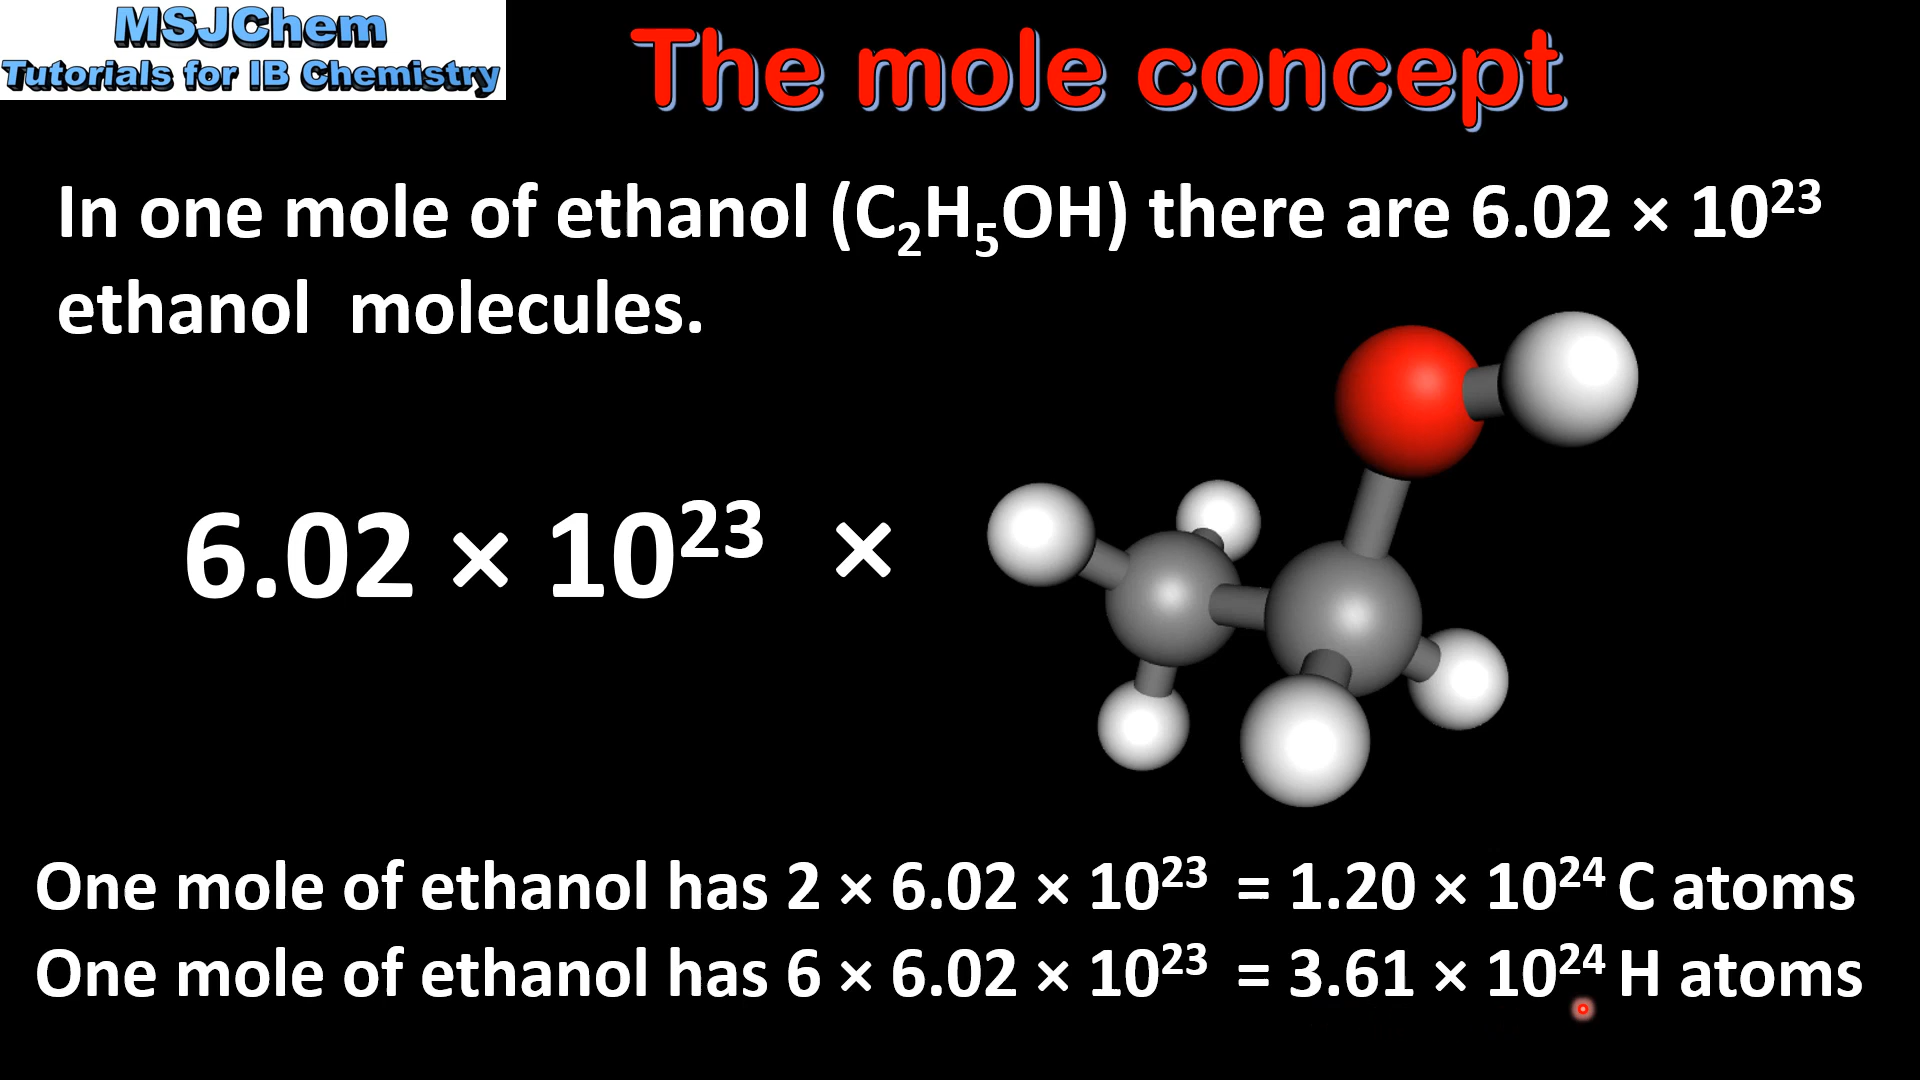 MSJChem
Tutorials for IB Chemistry
The mole concept
In one mole of ethanol (C₂H₅OH) there are 6.02 × 10²³
ethanol molecules.
6.02 × 10²³ ×
One mole of ethanol has 2 × 6.02 × 10²³ = 1.20 × 10²⁴ C atoms
One mole of ethanol has 6 × 6.02 × 10²³ = 3.61 × 10²⁴ H atoms